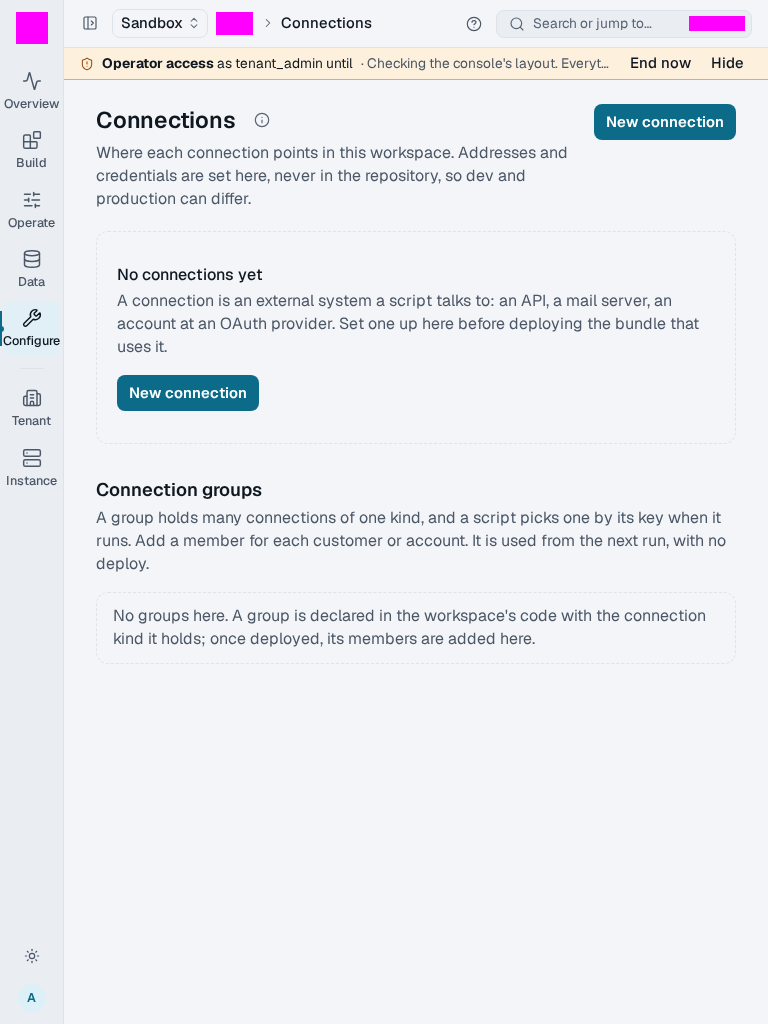 Sandbox
Connections
Search or jump to…
Operator access as tenant_admin until · Checking the console's layout. Everyt…
End now
Hide
Overview
Build
Operate
Data
Configure
Tenant
Instance
A
Connections
New connection
Where each connection points in this workspace. Addresses and
credentials are set here, never in the repository, so dev and
production can differ.
No connections yet
A connection is an external system a script talks to: an API, a mail server, an
account at an OAuth provider. Set one up here before deploying the bundle that
uses it.
New connection
Connection groups
A group holds many connections of one kind, and a script picks one by its key when it
runs. Add a member for each customer or account. It is used from the next run, with no
deploy.
No groups here. A group is declared in the workspace's code with the connection
kind it holds; once deployed, its members are added here.